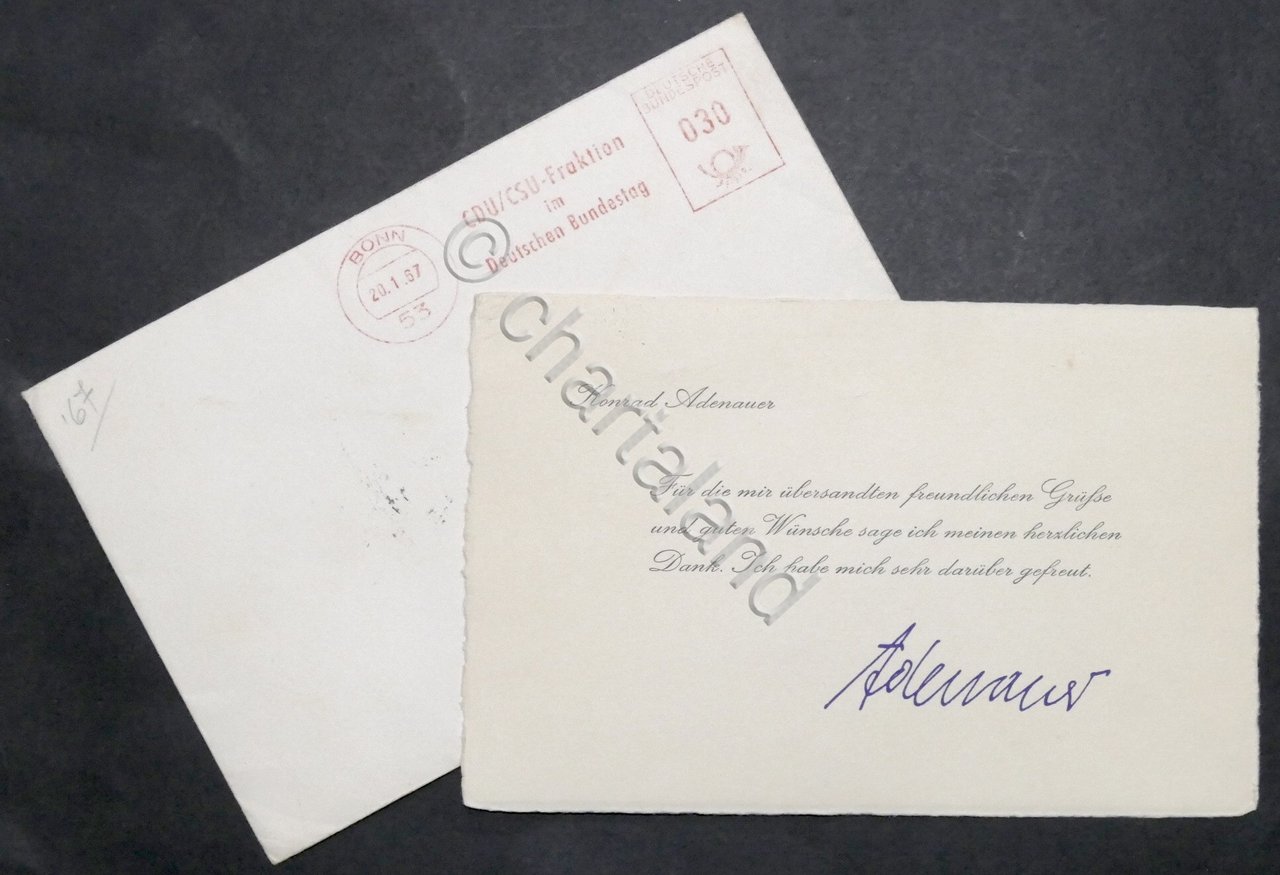 DEUTSCHE
BUNDESPOST
030
CDU/CSU-Fraktion
im
Deutschen Bundestag
BONN
20.1.67
53
'67
© chartaland
Konrad Adenauer
Für die mir übersandten freundlichen Grüße
und guten Wünsche sage ich meinen herzlichen
Dank. Ich habe mich sehr darüber gefreut.
Adenauer